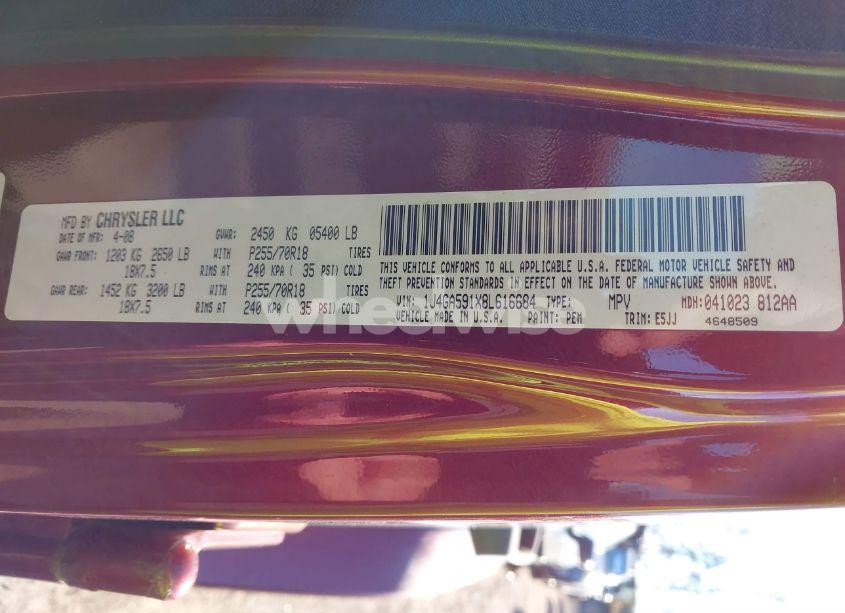 MFD BY CHRYSLER LLC
DATE OF MFR: 4-08 GVWR: 2450 KG 05400 LB
GAWR FRONT: 1203 KG 2650 LB WITH P255/70R18 TIRES
18X7.5 RIMS AT 240 KPA ( 35 PSI) COLD
GAWR REAR: 1452 KG 3200 LB WITH P255/70R18 TIRES
18X7.5 RIMS AT 240 KPA ( 35 PSI) COLD
THIS VEHICLE CONFORMS TO ALL APPLICABLE U.S.A. FEDERAL MOTOR VEHICLE SAFETY AND
THEFT PREVENTION STANDARDS IN EFFECT ON THE DATE OF MANUFACTURE SHOWN ABOVE.
VIN: 1J4GA591X8L616684 TYPE: MPV MDH: 041023 812AA
VEHICLE MADE IN U.S.A. PAINT: PEM TRIM: E5JJ 4648509
wheelwise